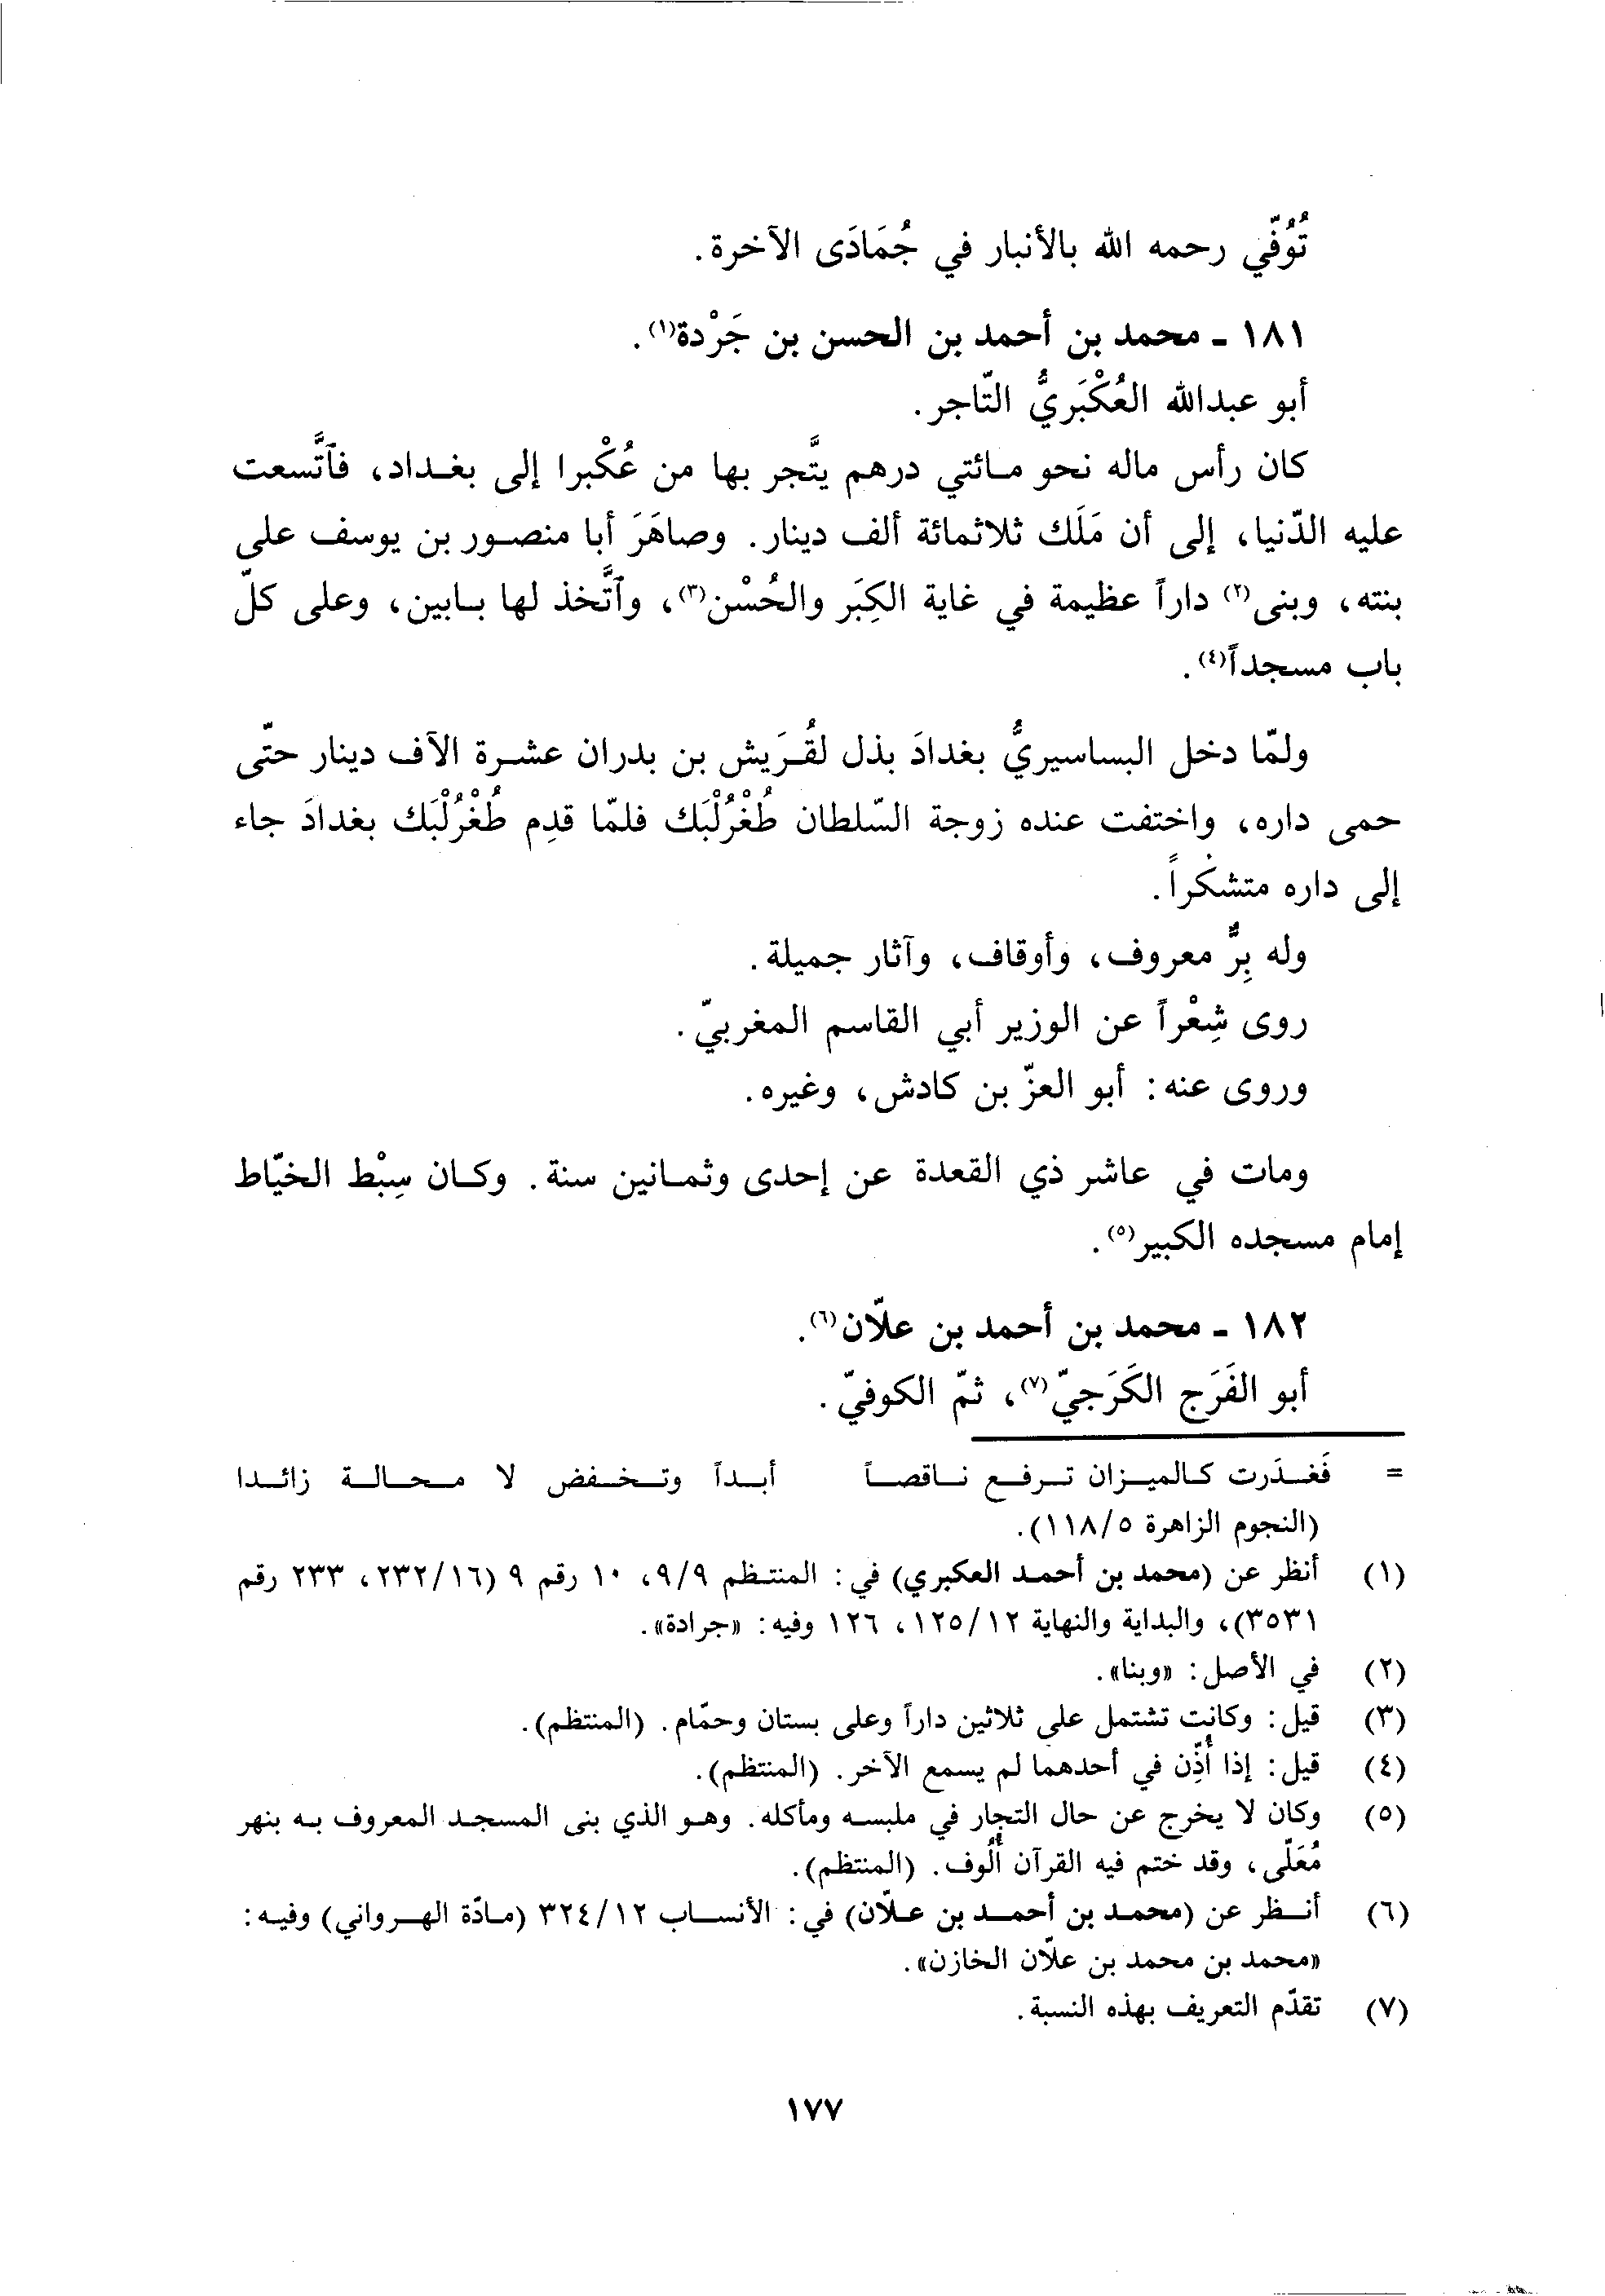 تُوُفّي رحمه الله بالأنبار في جُمَادَى الآخرة.
١٨١ - محمد بن أحمد بن الحسن بن جَرْدة(١).
أبو عبدالله العُكْبَريُّ التّاجر.
كان رأس ماله نحو مائتي درهم يتَّجر بها من عُكْبرا إلى بغداد، فآتَّسعت
عليه الدّنيا، إلى أن مَلَك ثلاثمائة ألف دينار. وصاهَرَ أبا منصور بن يوسف على
بنته، وبنى(٢) داراً عظيمة في غاية الكِبَر والحُسْن(٣)، وآتَّخذ لها بابين، وعلى كلّ
باب مسجداً(٤).
ولمّا دخل البساسيريُّ بغدادَ بذل لقُرَيش بن بدران عشرة الآف دينار حتّى
حمى داره، واختفت عنده زوجة السّلطان طُغْرُلْبَك فلمّا قدِم طُغْرُلْبَك بغدادَ جاء
إلى داره متشكراً.
وله بِرٌّ معروف، وأوقاف، وآثار جميلة.
روى شِعْراً عن الوزير أبي القاسم المغربيّ.
وروى عنه: أبو العزّ بن كادش، وغيره.
ومات في عاشر ذي القعدة عن إحدى وثمانين سنة. وكان سِبْط الخيّاط
إمام مسجده الكبير(٥).
١٨٢ - محمد بن أحمد بن علّان(٦).
أبو الفَرَج الكَرَجيّ(٧)، ثمّ الكوفيّ.
= فَغَدَرت كالميزان ترفع ناقصاً أبداً وتخفض لا محالة زائدا
(النجوم الزاهرة ١١٨/٥).
(١) أنظر عن (محمد بن أحمد العكبري) في: المنتظم ٩/٩، ١٠ رقم ٩ (٢٣٢/١٦، ٢٣٣ رقم
٣٥٣١)، والبداية والنهاية ١٢٥/١٢، ١٢٦ وفيه: «جرادة».
(٢) في الأصل: «وبنا».
(٣) قيل: وكانت تشتمل على ثلاثين داراً وعلى بستان وحمّام. (المنتظم).
(٤) قيل: إذا أُذِّن في أحدهما لم يسمع الآخر. (المنتظم).
(٥) وكان لا يخرج عن حال التجار في ملبسه ومأكله. وهو الذي بنى المسجد المعروف به بنهر
مُعَلَّى، وقد ختم فيه القرآن أُلُوف. (المنتظم).
(٦) أنظر عن (محمد بن أحمد بن علّان) في: الأنساب ٣٢٤/١٢ (مادّة الهرواني) وفيه:
«محمد بن محمد بن علّان الخازن».
(٧) تقدّم التعريف بهذه النسبة.
١٧٧